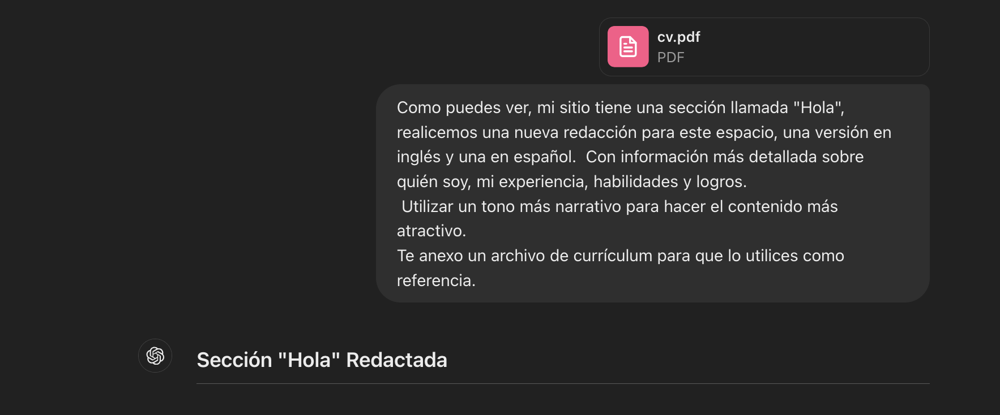 cv.pdf
PDF
Como puedes ver, mi sitio tiene una sección llamada "Hola",
realicemos una nueva redacción para este espacio, una versión en
inglés y una en español.  Con información más detallada sobre
quién soy, mi experiencia, habilidades y logros.
 Utilizar un tono más narrativo para hacer el contenido más
atractivo.
Te anexo un archivo de currículum para que lo utilices como
referencia.
Sección "Hola" Redactada